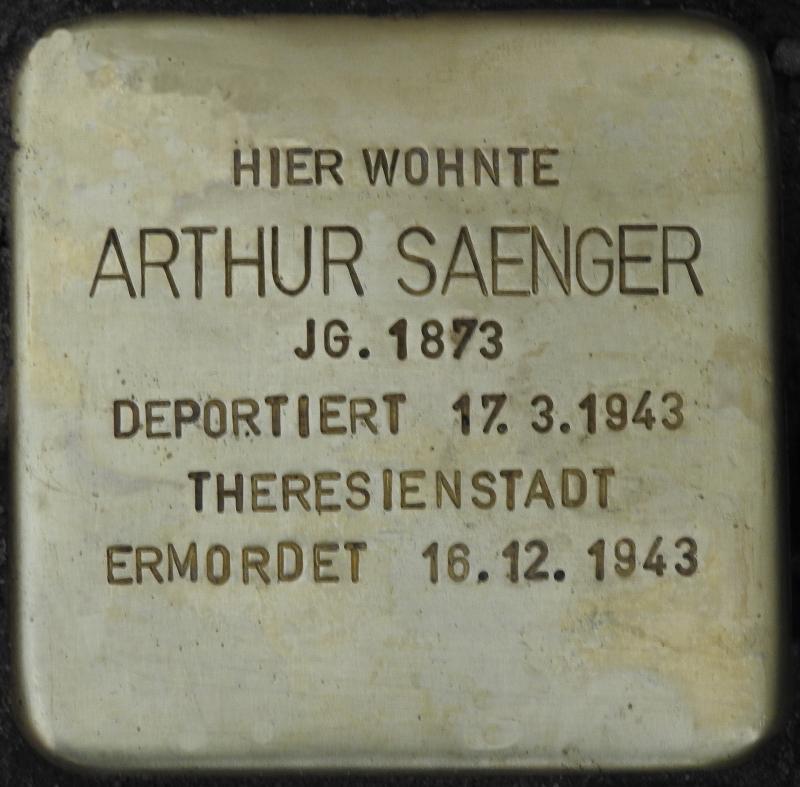 HIER WOHNTE
ARTHUR SAENGER
JG. 1873
DEPORTIERT 17. 3. 1943
THERESIENSTADT
ERMORDET 16. 12. 1943